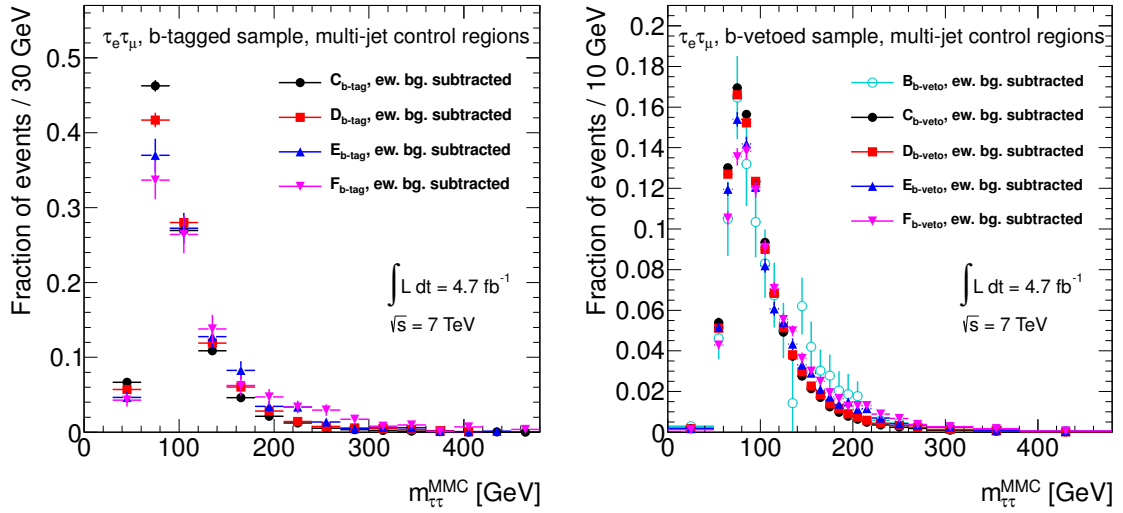 τ_e τ_μ, b-tagged sample, multi-jet control regions
C_b-tag, ew. bg. subtracted
D_b-tag, ew. bg. subtracted
E_b-tag, ew. bg. subtracted
F_b-tag, ew. bg. subtracted
∫ L dt = 4.7 fb⁻¹
√s = 7 TeV
Fraction of events / 30 GeV
0.5
0.4
0.3
0.2
0.1
0
0 100 200 300 400
m_ττ^MMC [GeV]
τ_e τ_μ, b-vetoed sample, multi-jet control regions
B_b-veto, ew. bg. subtracted
C_b-veto, ew. bg. subtracted
D_b-veto, ew. bg. subtracted
E_b-veto, ew. bg. subtracted
F_b-veto, ew. bg. subtracted
∫ L dt = 4.7 fb⁻¹
√s = 7 TeV
Fraction of events / 10 GeV
0.2
0.18
0.16
0.14
0.12
0.1
0.08
0.06
0.04
0.02
0
0 100 200 300 400
m_ττ^MMC [GeV]